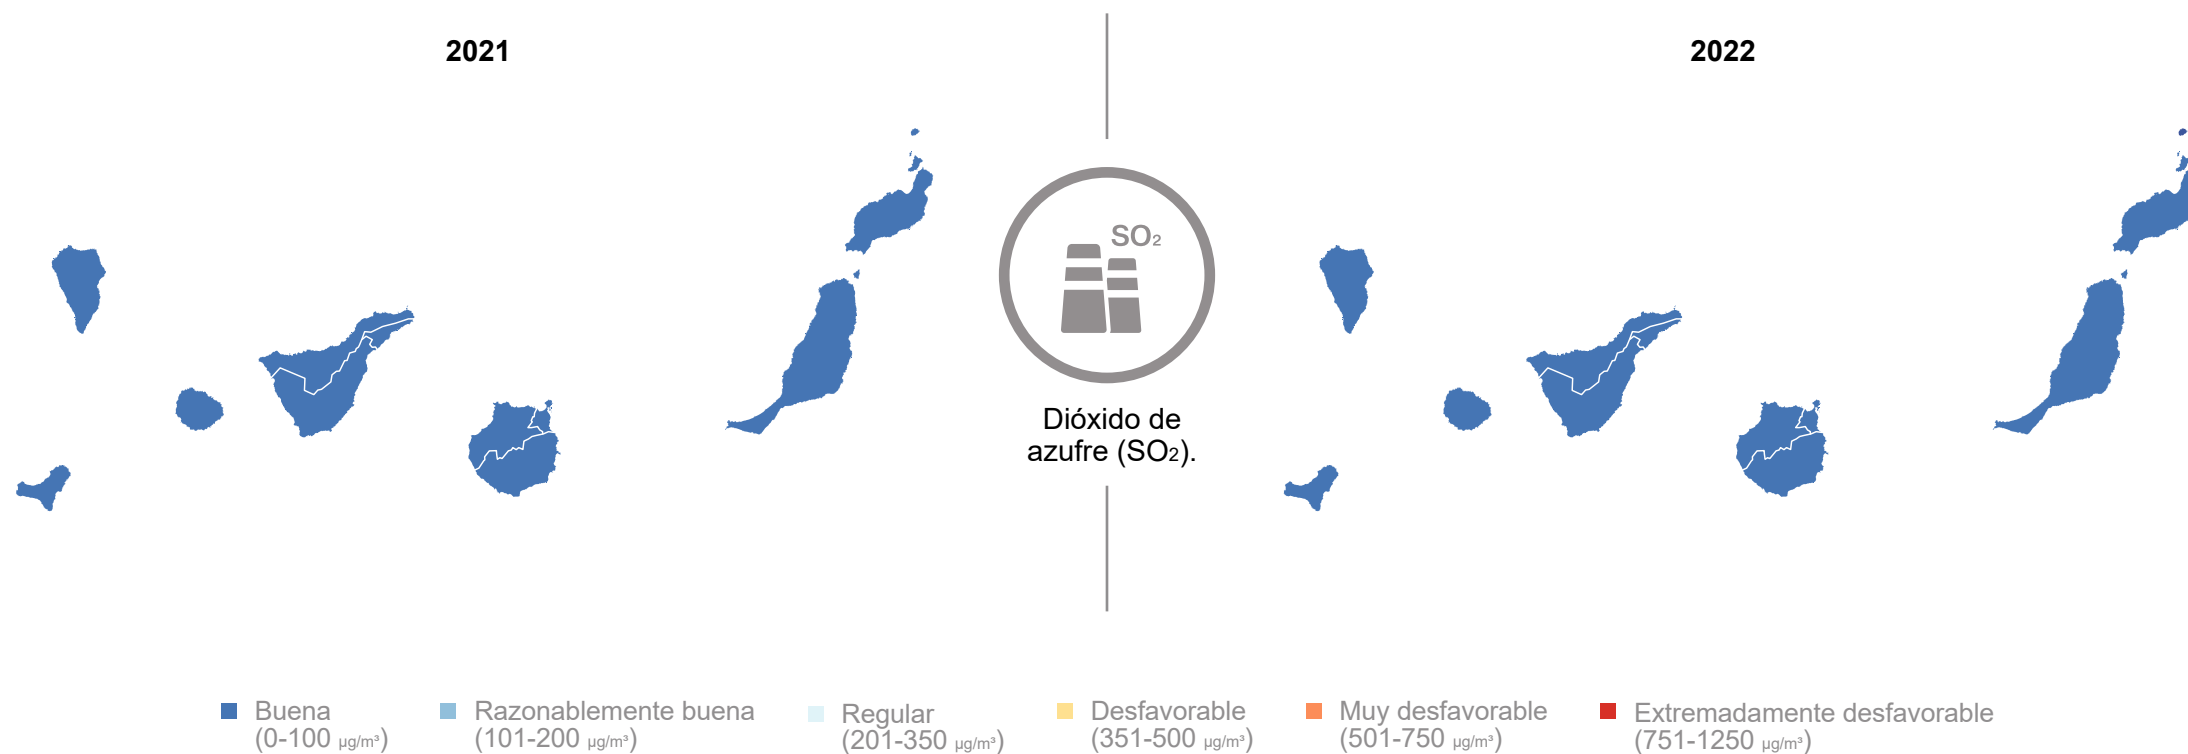 2021
2022
SO₂
Dióxido de
azufre (SO₂).
Buena
(0-100 µg/m³)
Razonablemente buena
(101-200 µg/m³)
Regular
(201-350 µg/m³)
Desfavorable
(351-500 µg/m³)
Muy desfavorable
(501-750 µg/m³)
Extremadamente desfavorable
(751-1250 µg/m³)